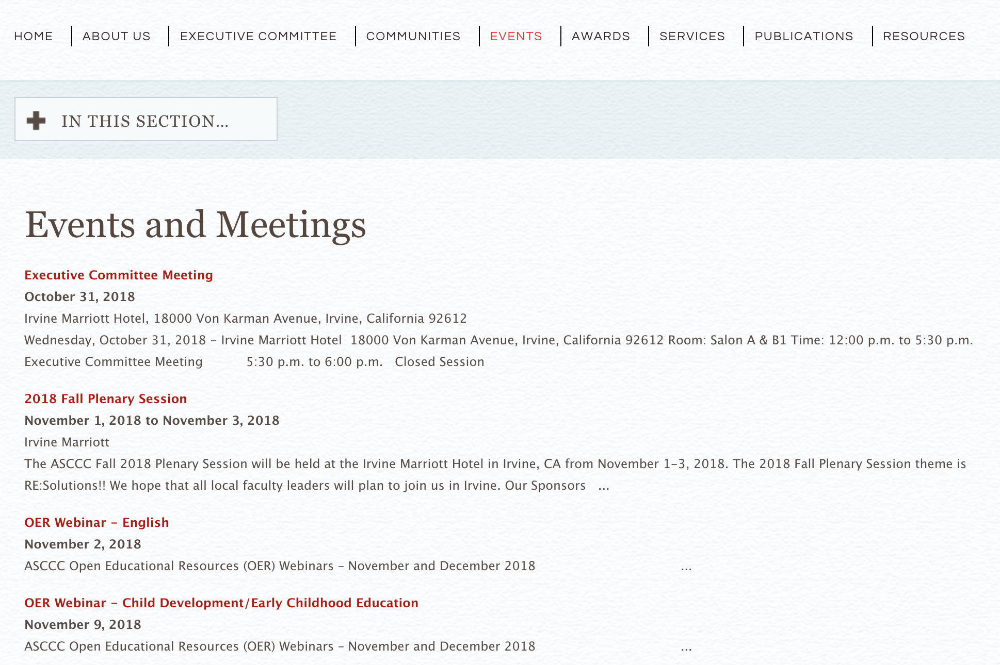 HOME ABOUT US EXECUTIVE COMMITTEE COMMUNITIES EVENTS AWARDS SERVICES PUBLICATIONS RESOURCES
IN THIS SECTION...
Events and Meetings
Executive Committee Meeting
October 31, 2018
Irvine Marriott Hotel, 18000 Von Karman Avenue, Irvine, California 92612
Wednesday, October 31, 2018 – Irvine Marriott Hotel 18000 Von Karman Avenue, Irvine, California 92612 Room: Salon A & B1 Time: 12:00 p.m. to 5:30 p.m.
Executive Committee Meeting 5:30 p.m. to 6:00 p.m. Closed Session
2018 Fall Plenary Session
November 1, 2018 to November 3, 2018
Irvine Marriott
The ASCCC Fall 2018 Plenary Session will be held at the Irvine Marriott Hotel in Irvine, CA from November 1-3, 2018. The 2018 Fall Plenary Session theme is
RE:Solutions!! We hope that all local faculty leaders will plan to join us in Irvine. Our Sponsors ...
OER Webinar - English
November 2, 2018
ASCCC Open Educational Resources (OER) Webinars – November and December 2018 ...
OER Webinar - Child Development/Early Childhood Education
November 9, 2018
ASCCC Open Educational Resources (OER) Webinars – November and December 2018 ...